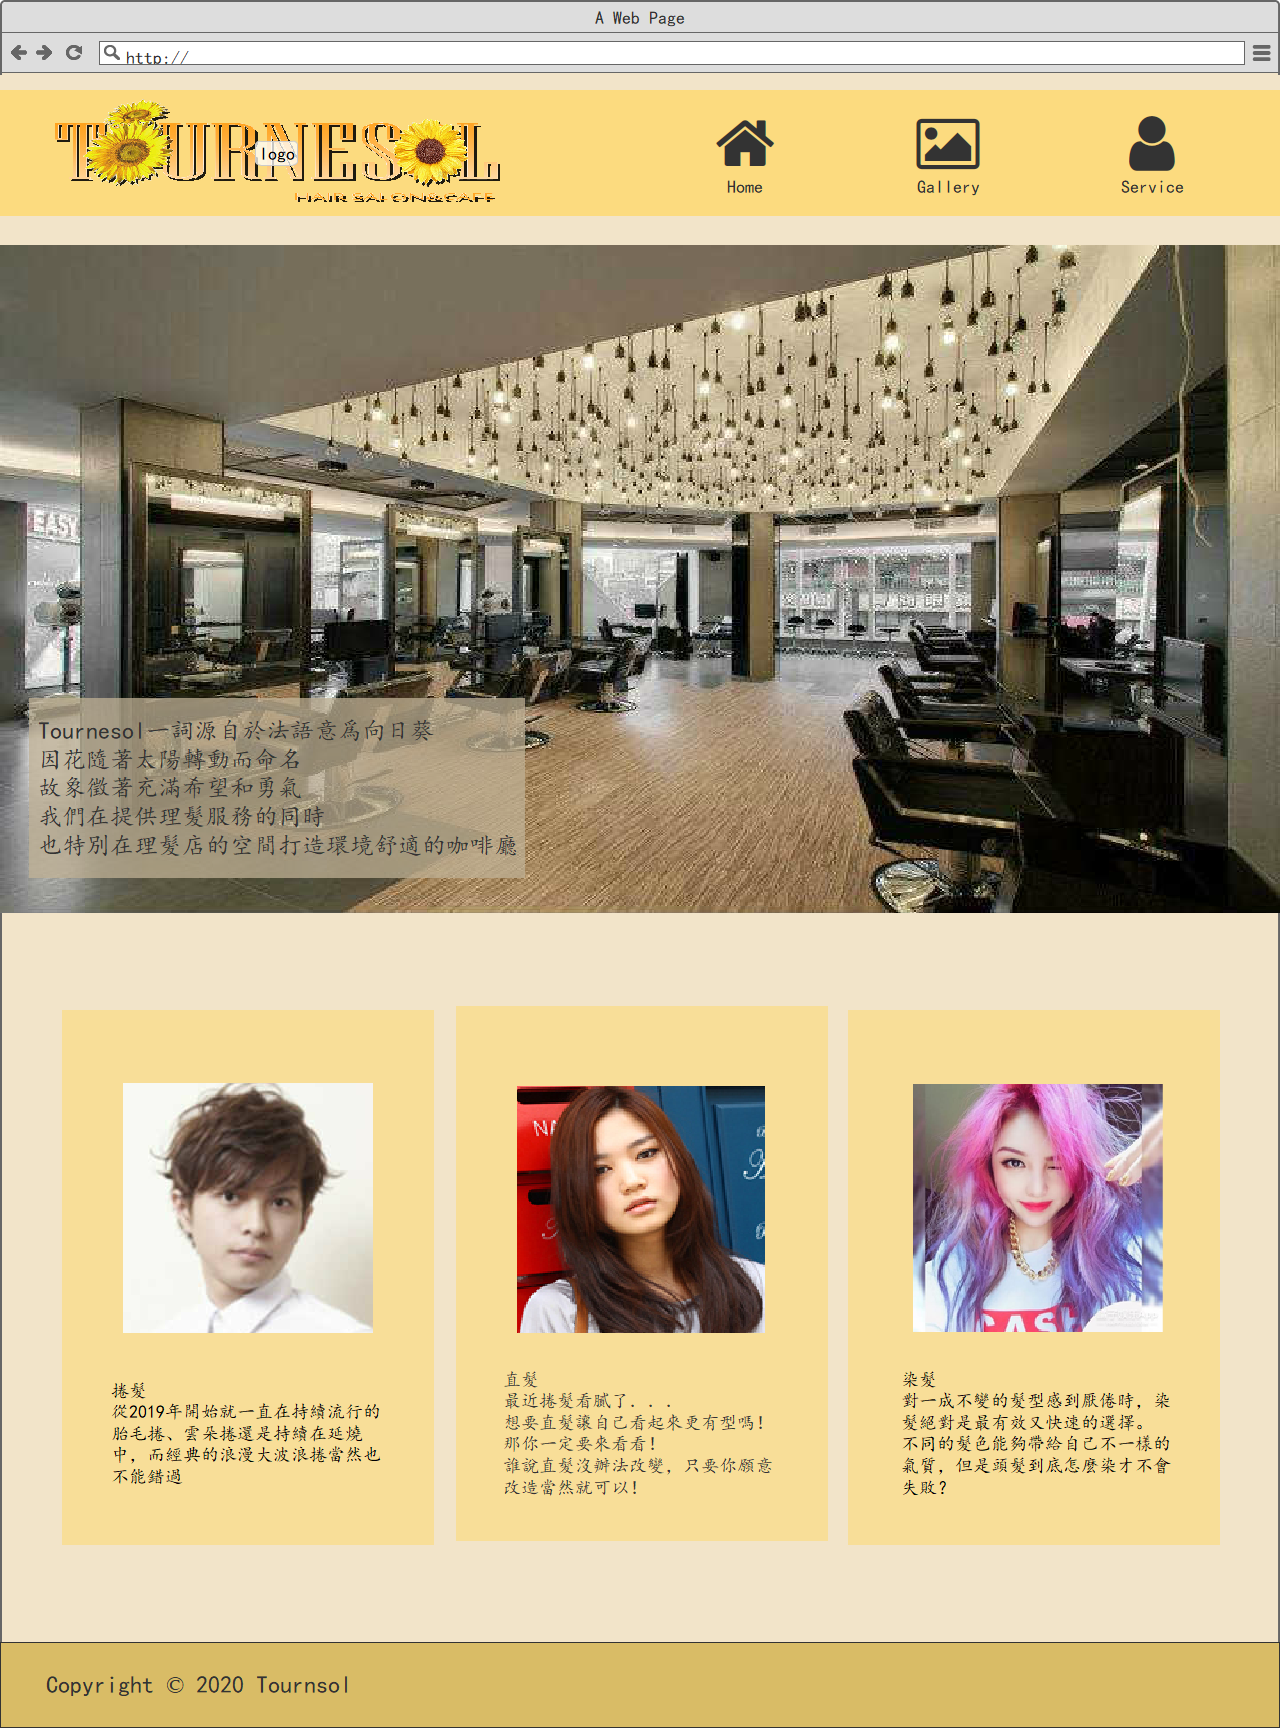 A Web Page
http://
TOURNESOL
logo
HAIR SALON&CAFE
Home
Gallery
Service
EASY
Tournesol一詞源自於法語意為向日葵
因花隨著太陽轉動而命名
故象徵著充滿希望和勇氣
我們在提供理髮服務的同時
也特別在理髮店的空間打造環境舒適的咖啡廳
NA
CAS
捲髮
從2019年開始就一直在持續流行的
胎毛捲、雲朵捲還是持續在延燒
中，而經典的浪漫大波浪捲當然也
不能錯過
直髮
最近捲髮看膩了...
想要直髮讓自己看起來更有型嗎！
那你一定要來看看！
誰說直髮沒辦法改變，只要你願意
改造當然就可以！
染髮
對一成不變的髮型感到厭倦時，染
髮絕對是最有效又快速的選擇。
不同的髮色能夠帶給自己不一樣的
氣質，但是頭髮到底怎麼染才不會
失敗？
Copyright © 2020 Tournsol